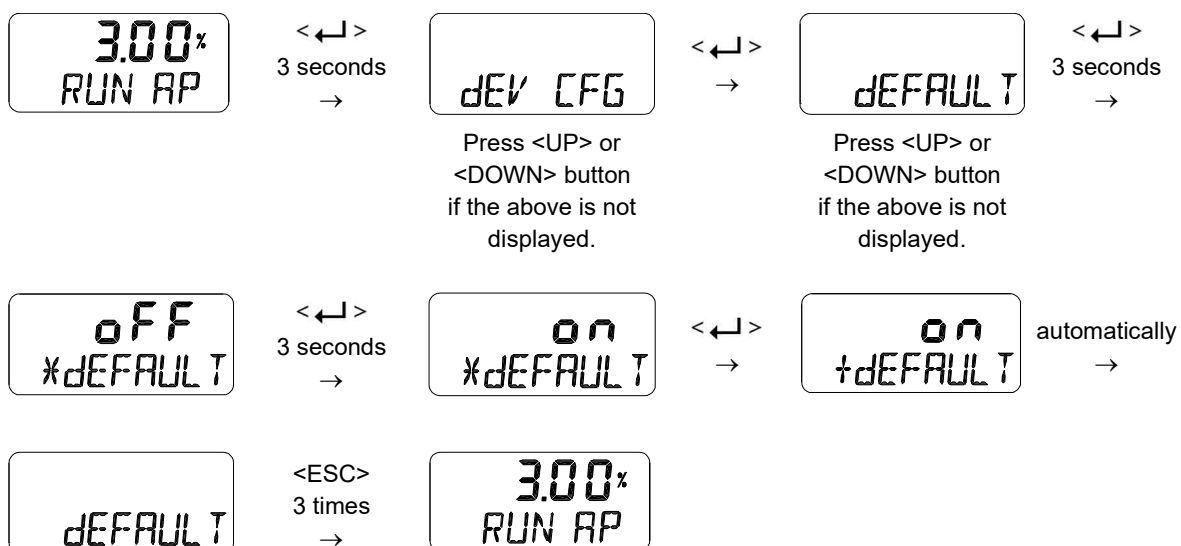 3.00%
RUN AP
<↵>
3 seconds
→
dEV CFG
Press <UP> or
<DOWN> button
if the above is not
displayed.
<↵>
→
dEFAULT
Press <UP> or
<DOWN> button
if the above is not
displayed.
<↵>
3 seconds
→
oFF
*dEFAULT
<↵>
3 seconds
→
on
*dEFAULT
<↵>
→
on
+dEFAULT
automatically
→
dEFAULT
<ESC>
3 times
→
3.00%
RUN AP